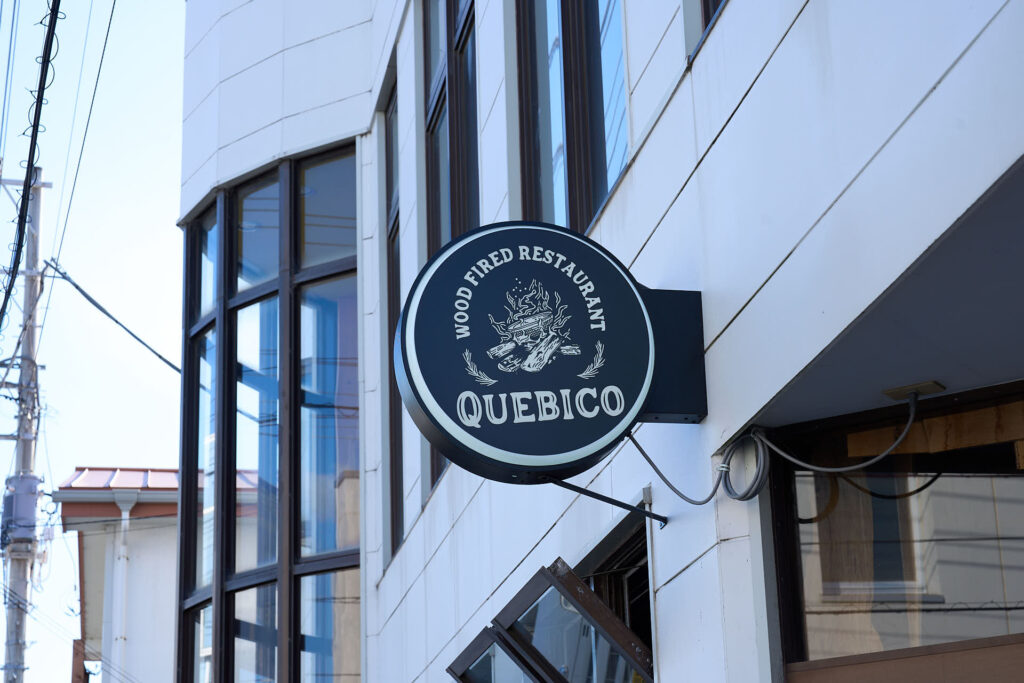 WOOD FIRED RESTAURANT
QUEBICO